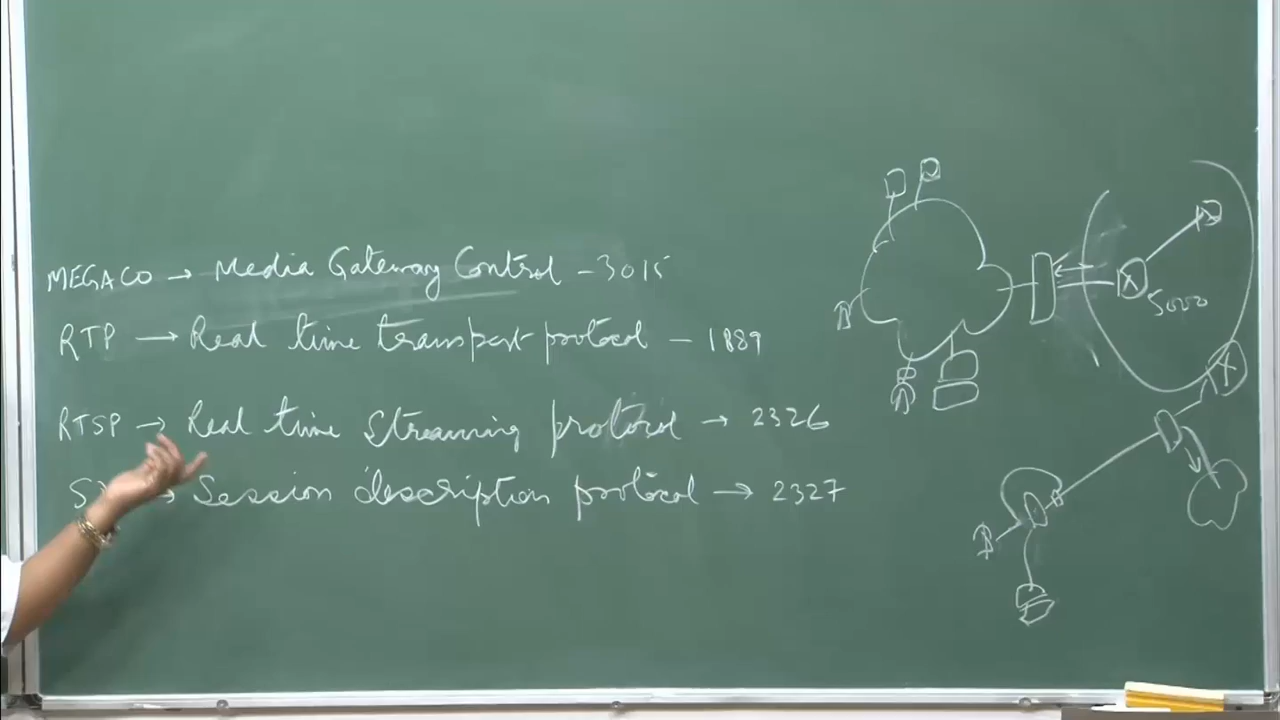 MEGACO → Media Gateway Control – 3015
RTP → Real time transport protocol – 1889
RTSP → Real time Streaming protocol → 2326
→ Session description protocol → 2327
5000